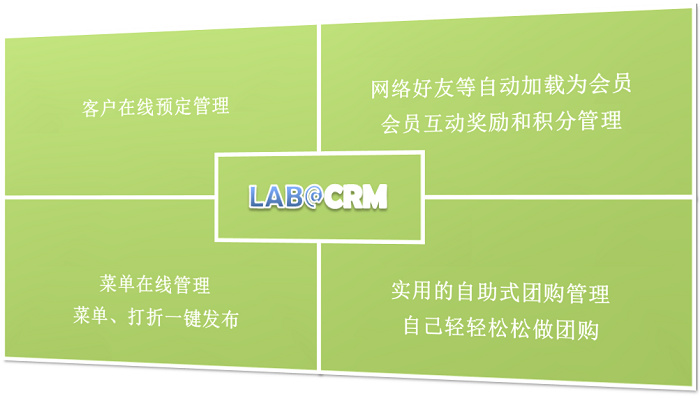 客户在线预定管理
网络好友等自动加载为会员
会员互动奖励和积分管理
LAB@CRM
菜单在线管理
菜单、打折一键发布
实用的自助式团购管理
自己轻轻松松做团购